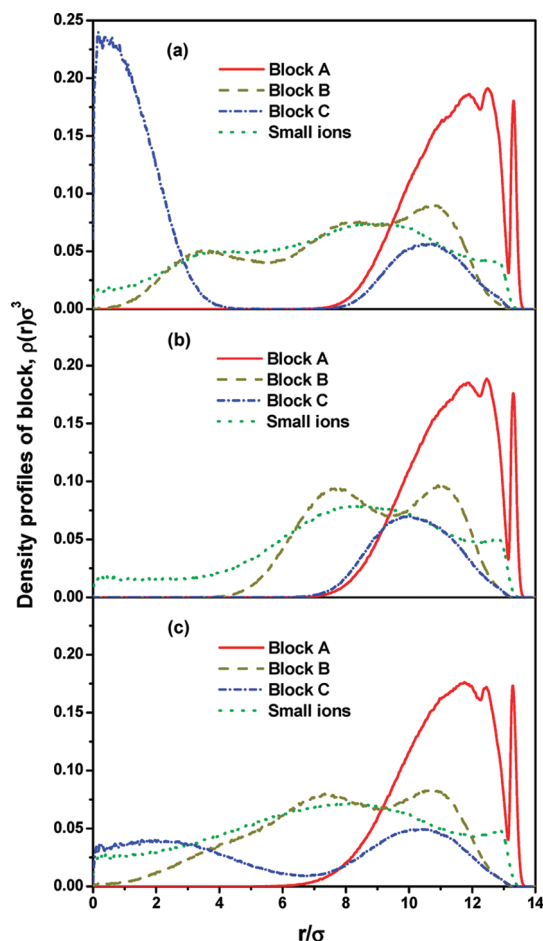 0.25
(a)
Block A
0.20
Block B
Block C
Small ions
0.15
0.10
0.05
0.00
(b)
Block A
0.20
Block B
Block C
Small ions
0.15
0.10
0.05
0.00
(c)
Block A
0.20
Block B
Block C
Small ions
0.15
0.10
0.05
0.00
0 2 4 6 8 10 12 14
r/σ
Density profiles of block, ρ(r)σ³